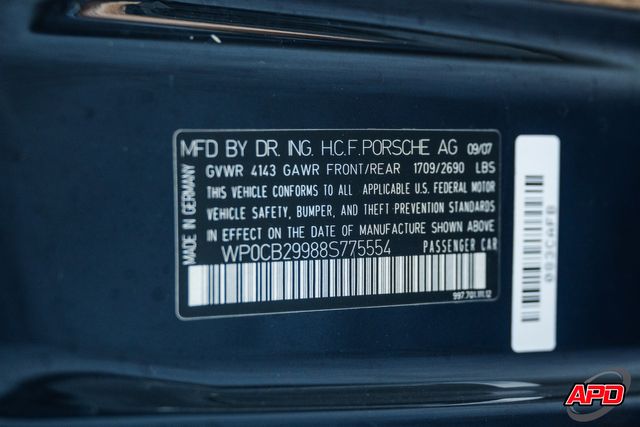 MFD BY DR. ING. H.C.F. PORSCHE AG 09/07
GVWR 4143 GAWR FRONT/REAR 1709/2690 LBS
THIS VEHICLE CONFORMS TO ALL APPLICABLE U.S. FEDERAL MOTOR
VEHICLE SAFETY, BUMPER, AND THEFT PREVENTION STANDARDS
IN EFFECT ON THE DATE OF MANUFACTURE SHOWN ABOVE
WP0CB29988S775554 PASSENGER CAR
997.701.111.12
MADE IN GERMANY
083CAFB
APD